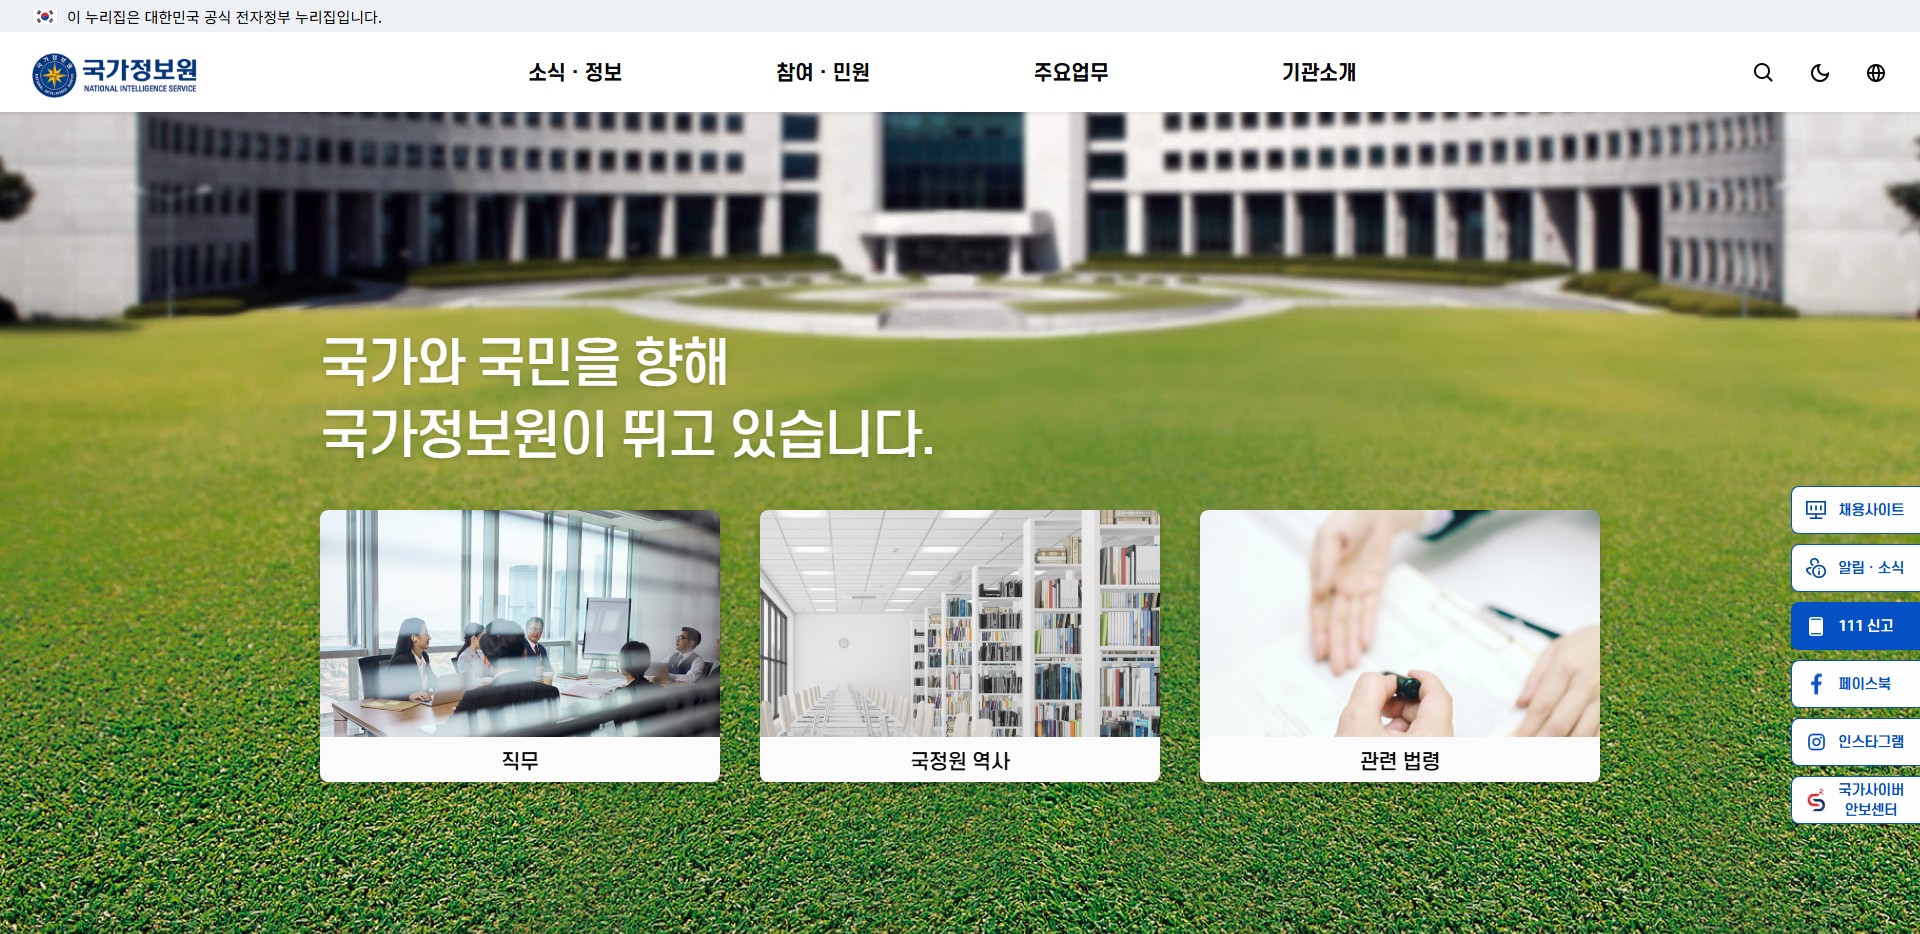 이 누리집은 대한민국 공식 전자정부 누리집입니다.
국가정보원
NATIONAL INTELLIGENCE SERVICE
소식 · 정보
참여 · 민원
주요업무
기관소개
국가와 국민을 향해
국가정보원이 뛰고 있습니다.
직무
국정원 역사
관련 법령
채용사이트
알림 · 소식
111 신고
페이스북
인스타그램
국가사이버
안보센터